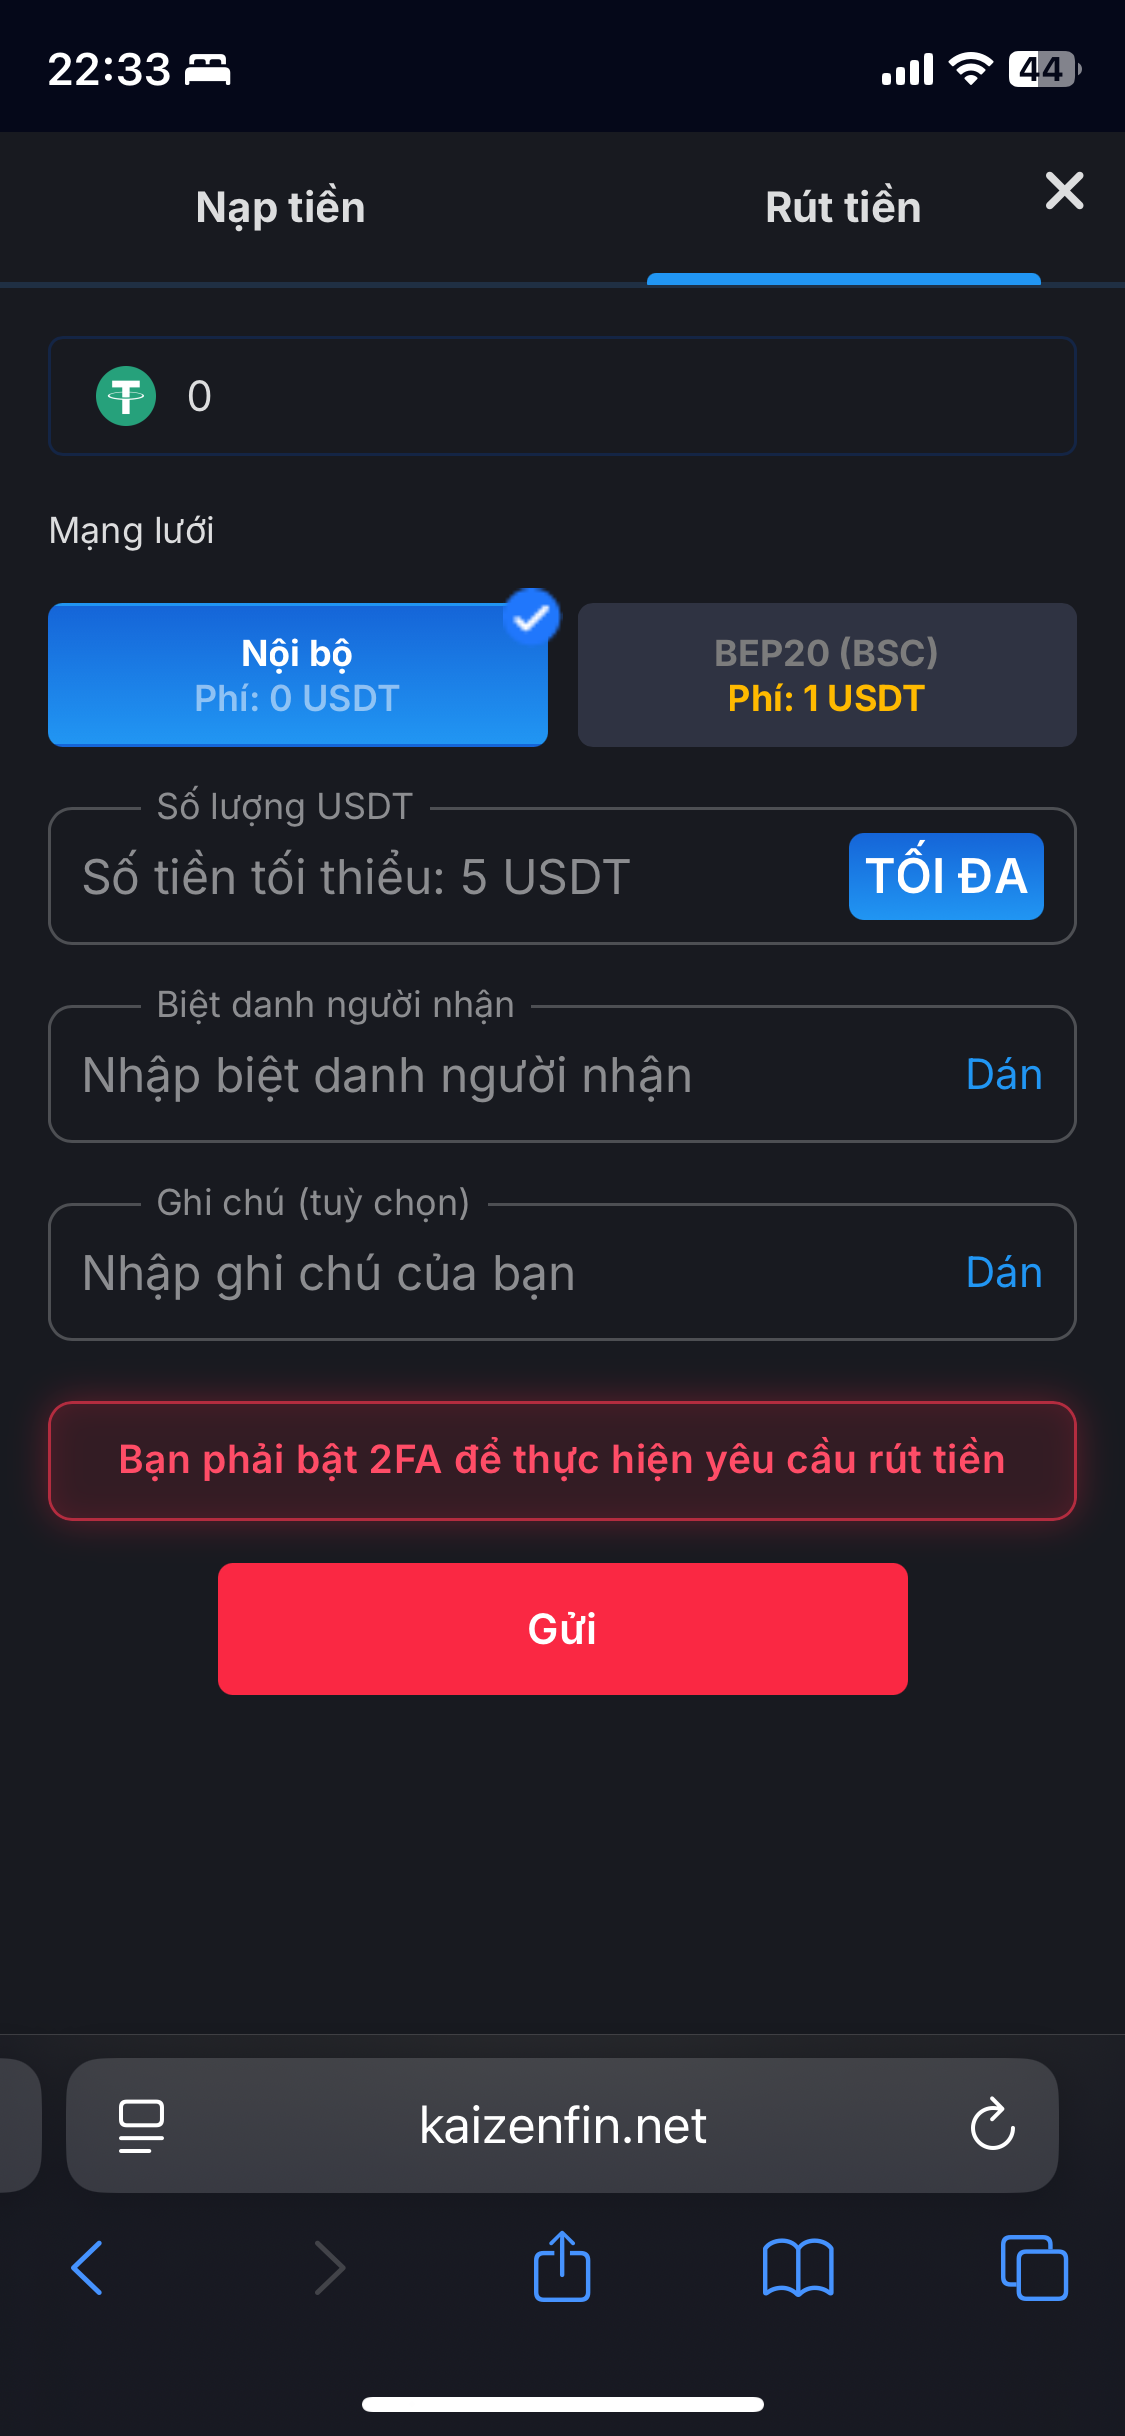 22:33
44
Nạp tiền
Rút tiền
0
Mạng lưới
Nội bộ
Phí: 0 USDT
BEP20 (BSC)
Phí: 1 USDT
Số lượng USDT
Số tiền tối thiểu: 5 USDT
TỐI ĐA
Biệt danh người nhận
Nhập biệt danh người nhận
Dán
Ghi chú (tuỳ chọn)
Nhập ghi chú của bạn
Dán
Bạn phải bật 2FA để thực hiện yêu cầu rút tiền
Gửi
kaizenfin.net